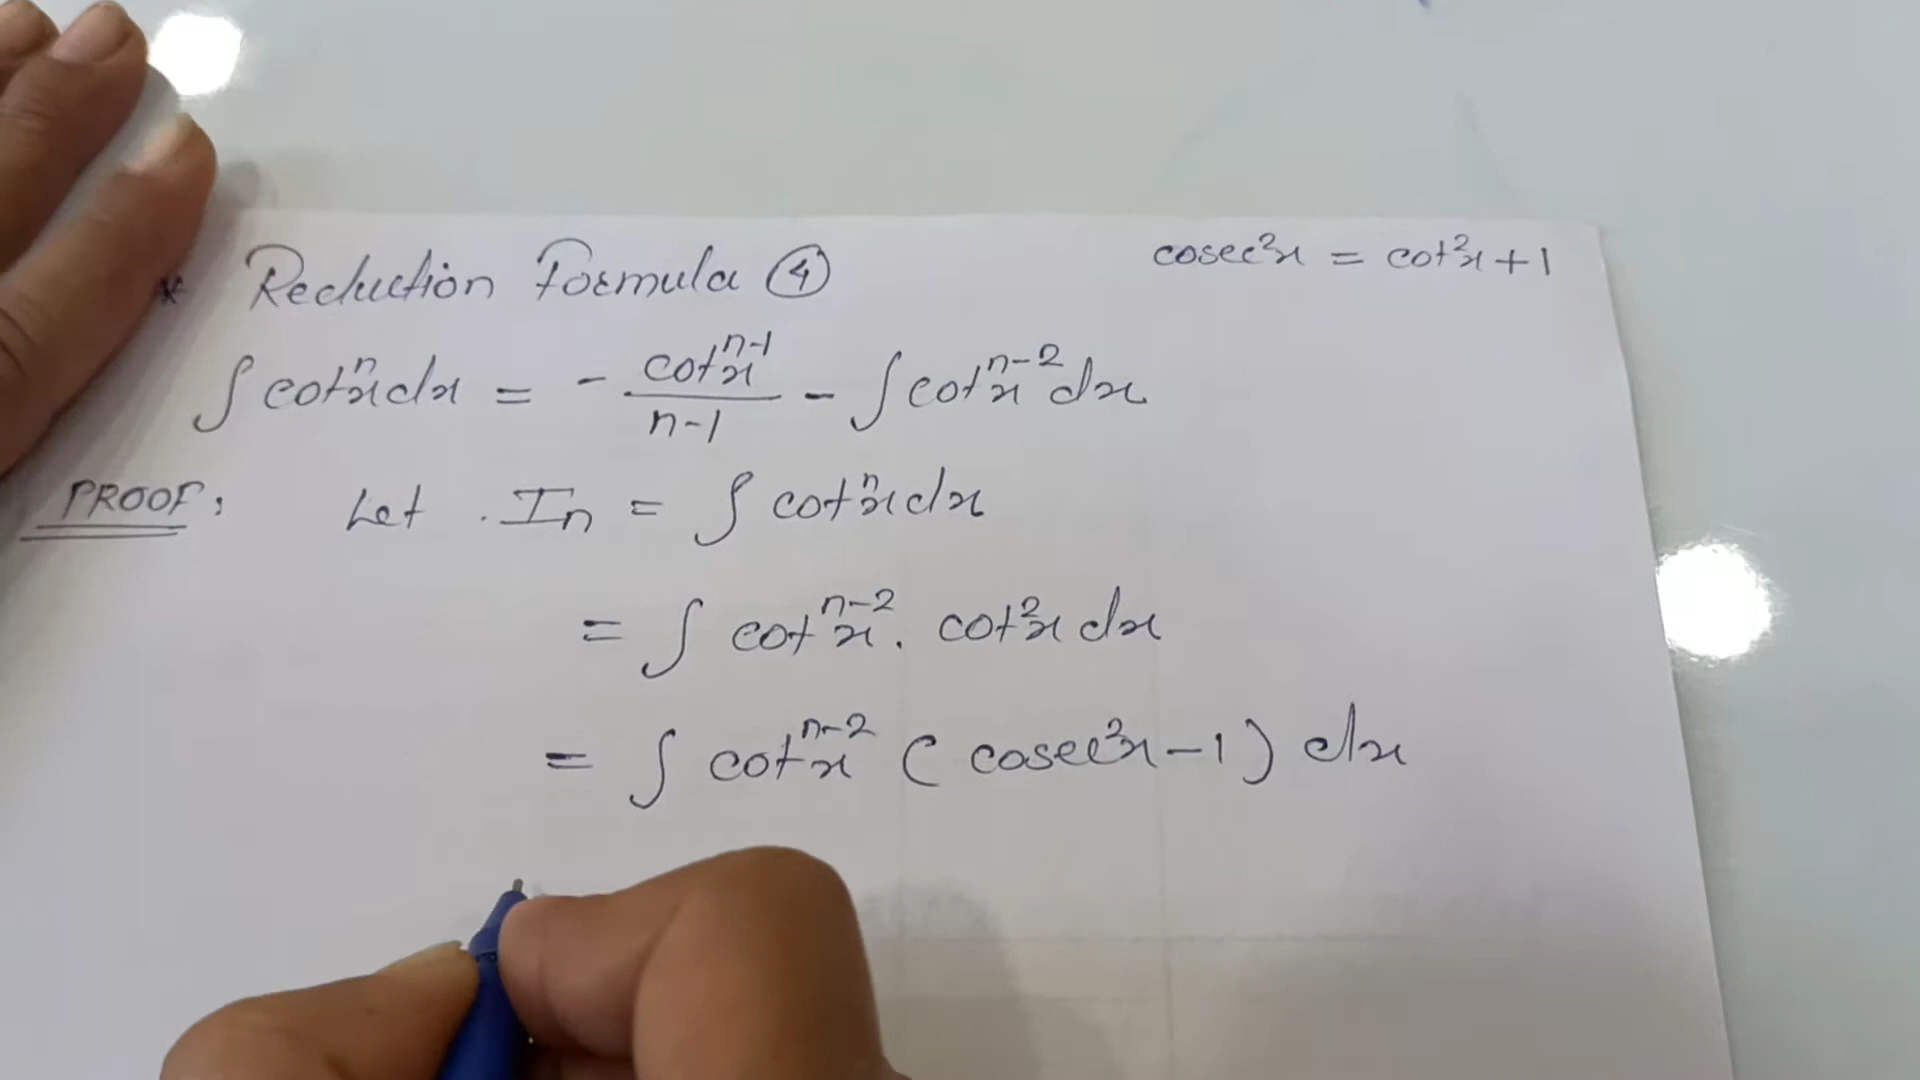 * Reduction Formula ④
cosec²x = cot²x + 1
∫ cotⁿx dx = - cotⁿ⁻¹x / n-1 - ∫ cotⁿ⁻²x dx
PROOF : Let . Iₙ = ∫ cotⁿx dx
= ∫ cotⁿ⁻²x . cot²x dx
= ∫ cotⁿ⁻²x ( cosec²x - 1 ) dx